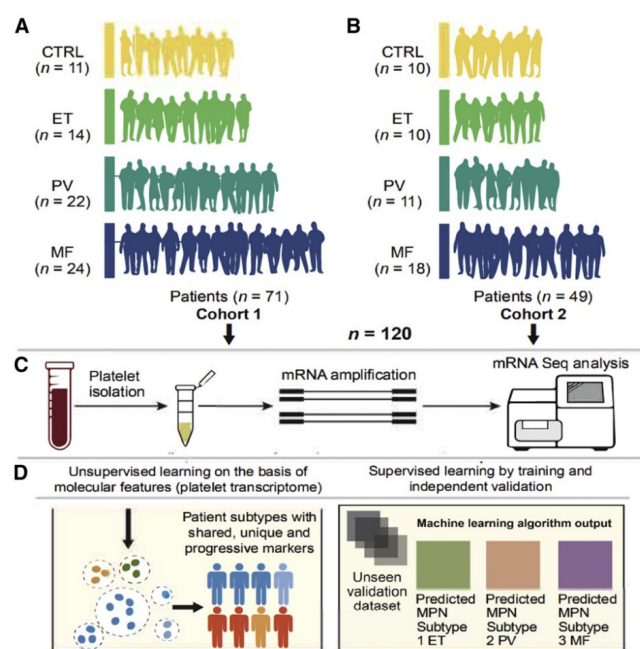 A
CTRL
(n = 11)
ET
(n = 14)
PV
(n = 22)
MF
(n = 24)
Patients (n = 71)
Cohort 1
B
CTRL
(n = 10)
ET
(n = 10)
PV
(n = 11)
MF
(n = 18)
Patients (n = 49)
Cohort 2
n = 120
C
Platelet
isolation
mRNA amplification
mRNA Seq analysis
D
Unsupervised learning on the basis of
molecular features (platelet transcriptome)
Patient subtypes with
shared, unique and
progressive markers
Supervised learning by training and
independent validation
Unseen
validation
dataset
Machine learning algorithm output
Predicted
MPN
Subtype
1 ET
Predicted
MPN
Subtype
2 PV
Predicted
MPN
Subtype
3 MF